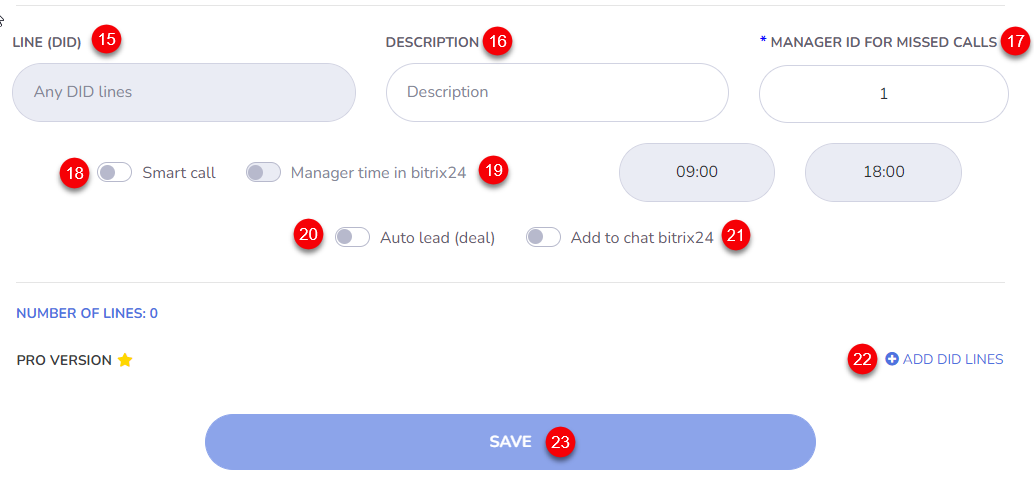 LINE (DID) 15 DESCRIPTION 16 * MANAGER ID FOR MISSED CALLS 17
Any DID lines Description 1
18 Smart call Manager time in bitrix24 19 09:00 18:00
20 Auto lead (deal) Add to chat bitrix24 21
NUMBER OF LINES: 0
PRO VERSION 22 ADD DID LINES
SAVE 23